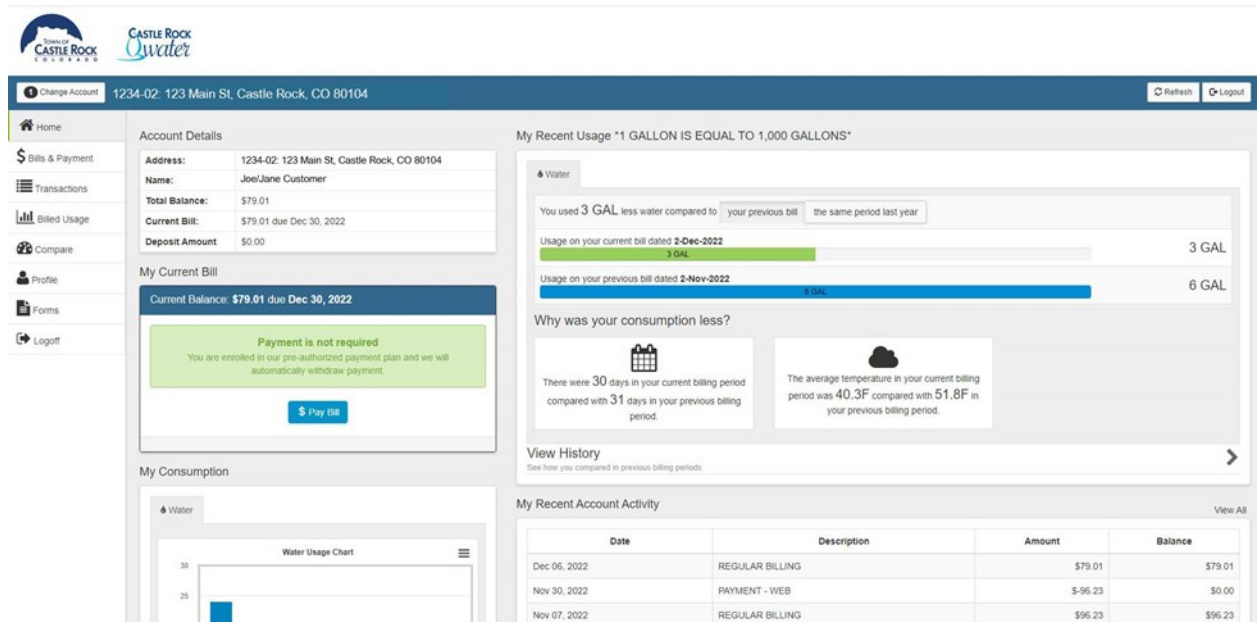 TOWN OF
CASTLE ROCK
COLORADO
CASTLE ROCK
water
1 Change Account
1234-02: 123 Main St, Castle Rock, CO 80104
Refresh
Logout
Home
Bills & Payment
Transactions
Billed Usage
Compare
Profile
Forms
Logoff
Account Details
Address: 1234-02: 123 Main St, Castle Rock, CO 80104
Name: Joe/Jane Customer
Total Balance: $79.01
Current Bill: $79.01 due Dec 30, 2022
Deposit Amount $0.00
My Current Bill
Current Balance: $79.01 due Dec 30, 2022
Payment is not required
You are enrolled in our pre-authorized payment plan and we will
automatically withdraw payment.
$ Pay Bill
My Consumption
Water
Water Usage Chart
30
25
My Recent Usage "1 GALLON IS EQUAL TO 1,000 GALLONS"
Water
You used 3 GAL less water compared to your previous bill the same period last year
Usage on your current bill dated 2-Dec-2022
3 GAL
3 GAL
Usage on your previous bill dated 2-Nov-2022
6 GAL
6 GAL
Why was your consumption less?
There were 30 days in your current billing period
compared with 31 days in your previous billing
period.
The average temperature in your current billing
period was 40.3F compared with 51.8F in
your previous billing period.
View History
See how you compared in previous billing periods
My Recent Account Activity
View All
Date Description Amount Balance
Dec 06, 2022 REGULAR BILLING $79.01 $79.01
Nov 30, 2022 PAYMENT - WEB $-96.23 $0.00
Nov 07, 2022 REGULAR BILLING $96.23 $96.23